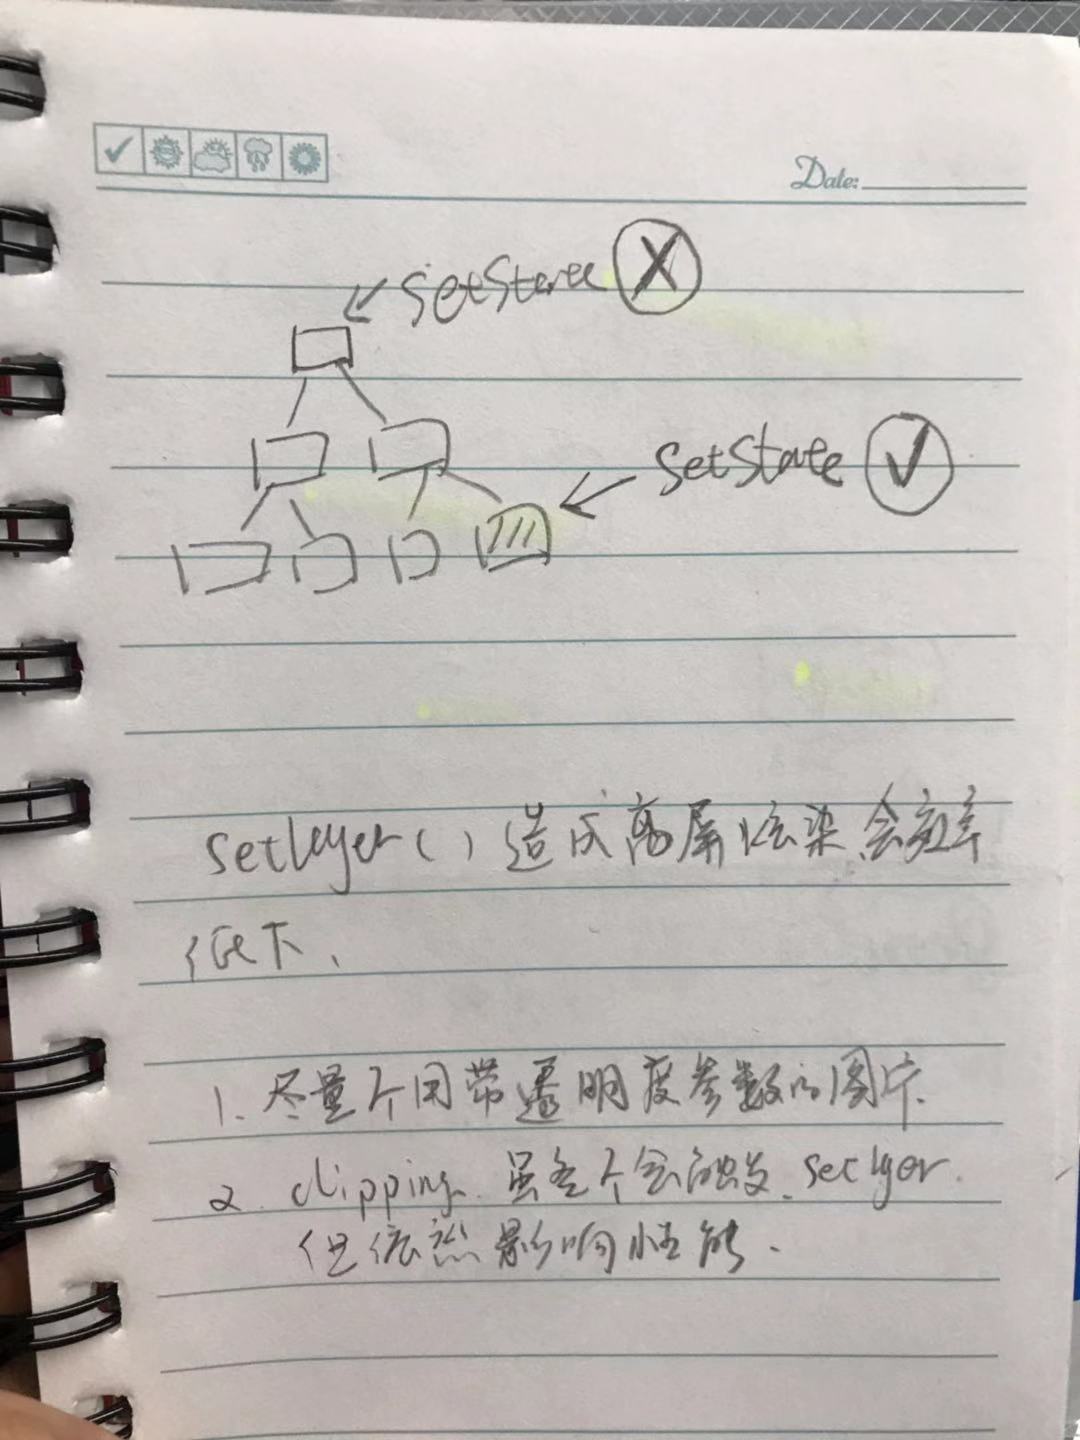 Date:
setState X
setState ✓
setlayer() 造成离屏渲染会效率
低下、
1. 尽量不用带透明度参数的图片.
2. clipping. 虽然不会触发 setlyer.
但依然影响性能.